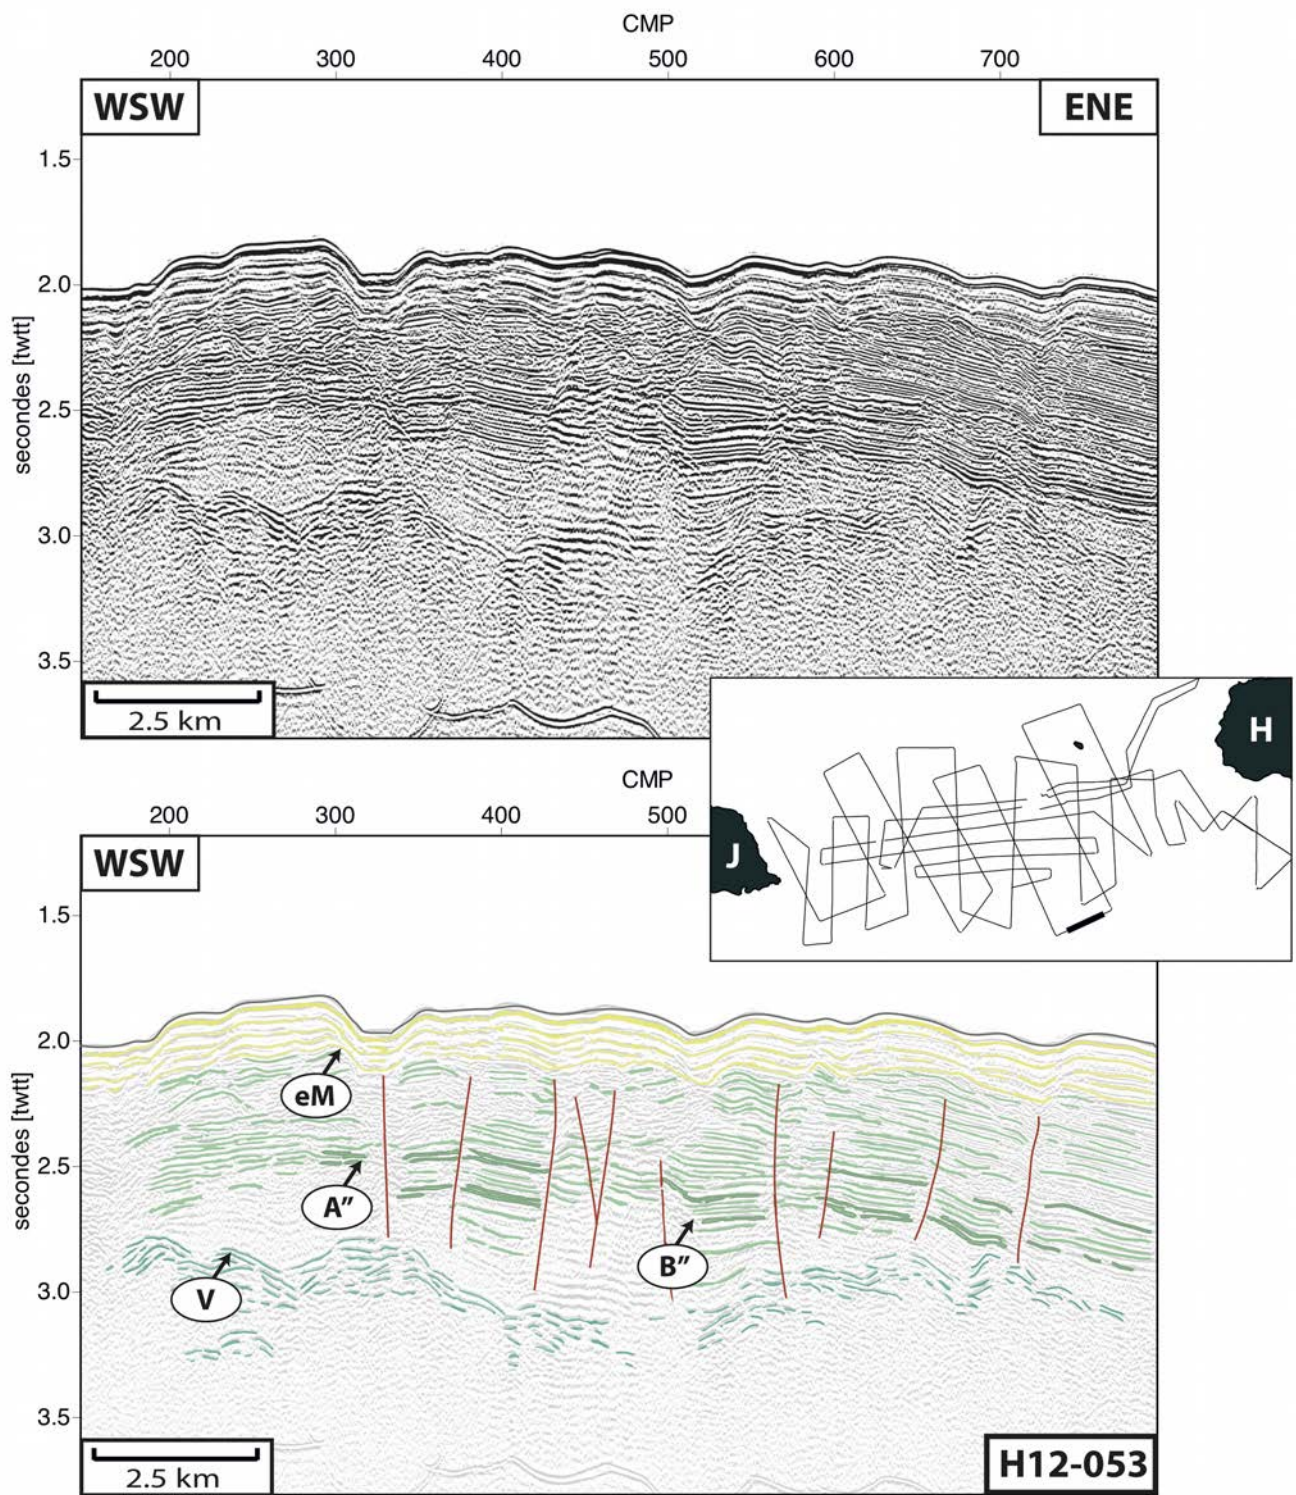 CMP
200 300 400 500 600 700
WSW ENE
1.5
2.0
2.5
3.0
3.5
secondes [twtt]
2.5 km
H
J
CMP
200 300 400 500
WSW
1.5
2.0
2.5
3.0
3.5
secondes [twtt]
eM
A”
B”
V
2.5 km
H12-053